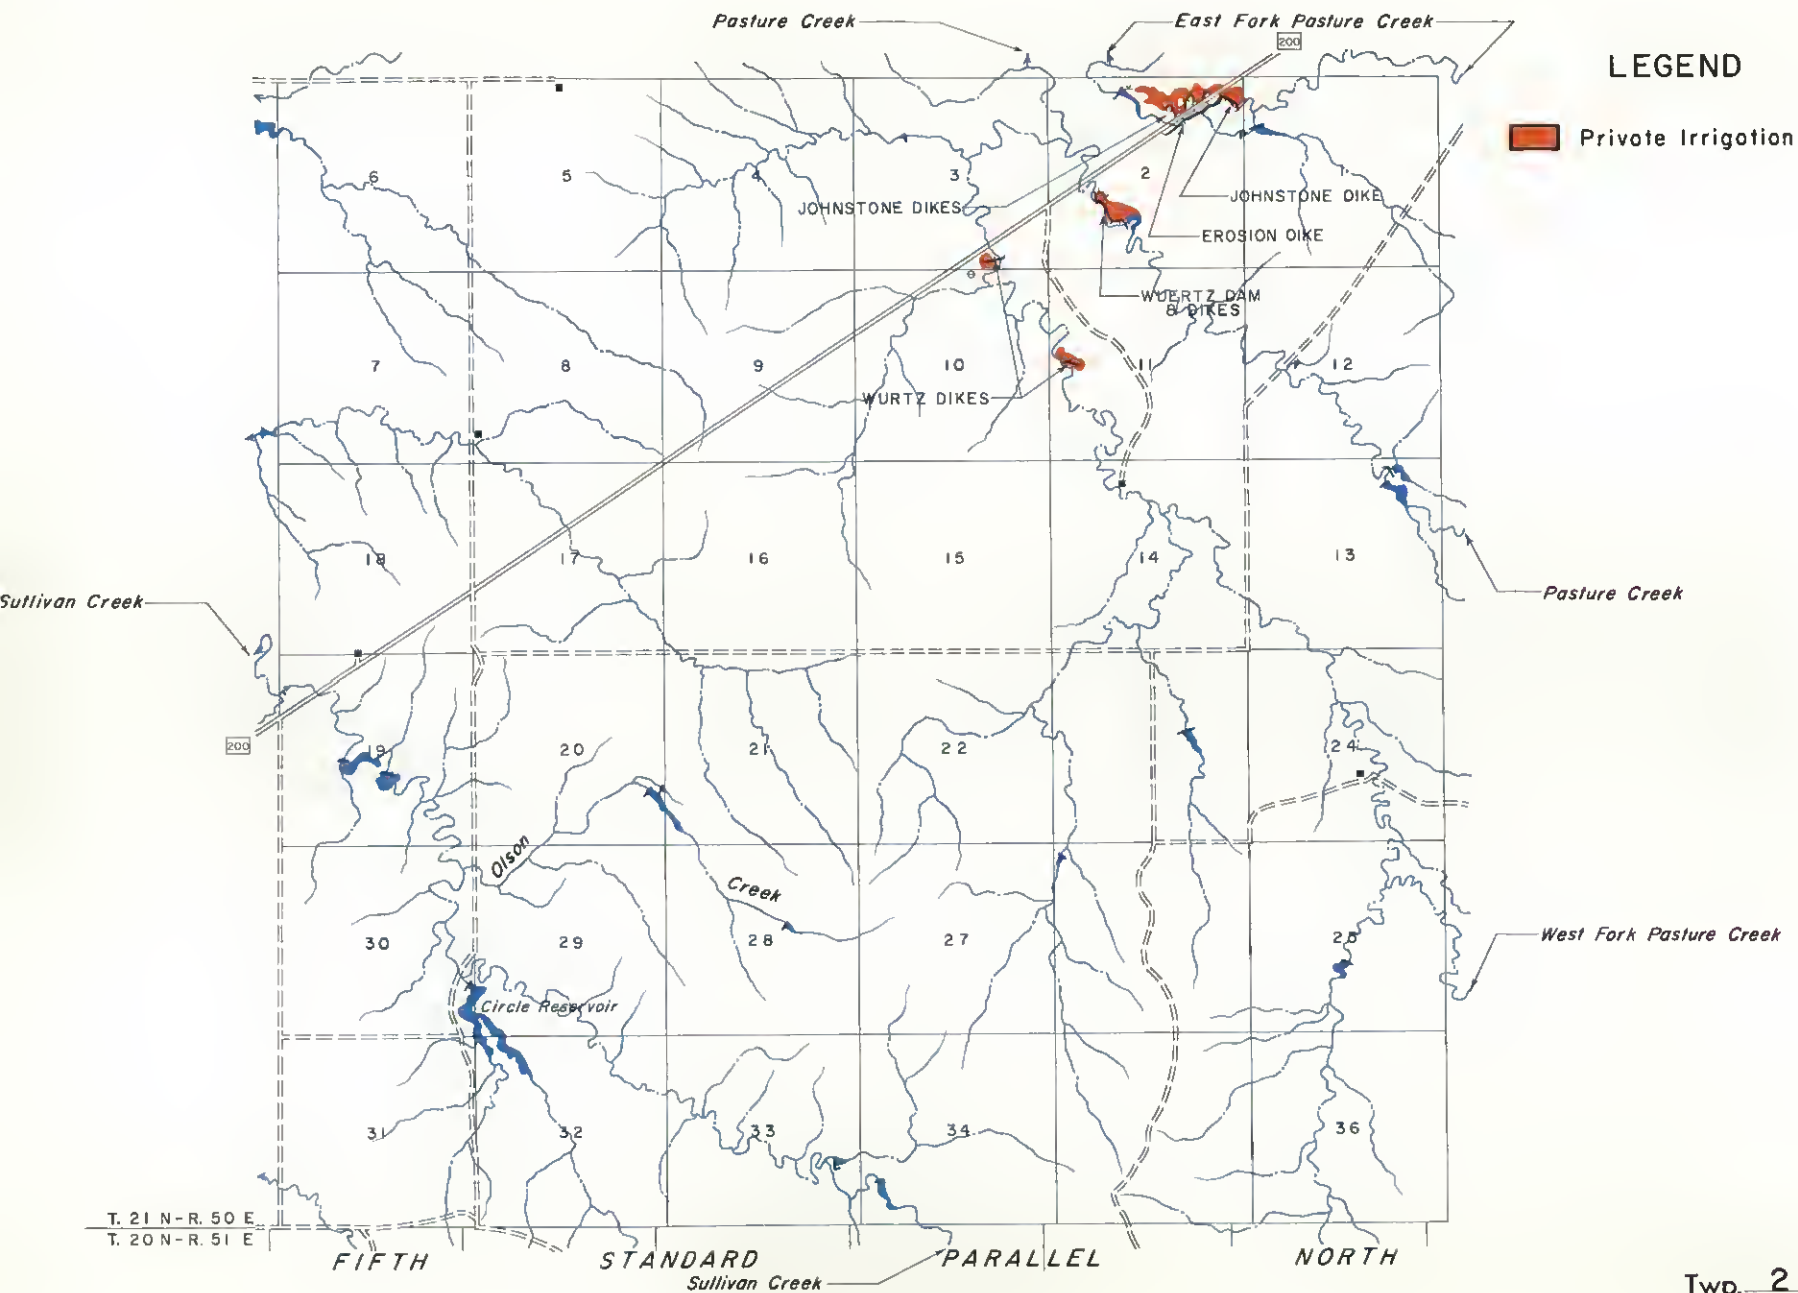 Pasture Creek
East Fork Pasture Creek
200
LEGEND
Private Irrigation
6
5
4
3
2
JOHNSTONE DIKES
JOHNSTONE DIKE
EROSION DIKE
WUERTZ DAM
& DIKES
7
8
9
10
11
12
WURTZ DIKES
18
17
16
15
14
13
Sullivan Creek
Pasture Creek
200
19
20
21
22
24
Olson
Creek
30
29
28
27
25
West Fork Pasture Creek
Circle Reservoir
31
32
33
34
36
T. 21 N-R. 50 E
T. 20 N-R. 51 E
FIFTH STANDARD PARALLEL NORTH
Sullivan Creek
Twp. 2